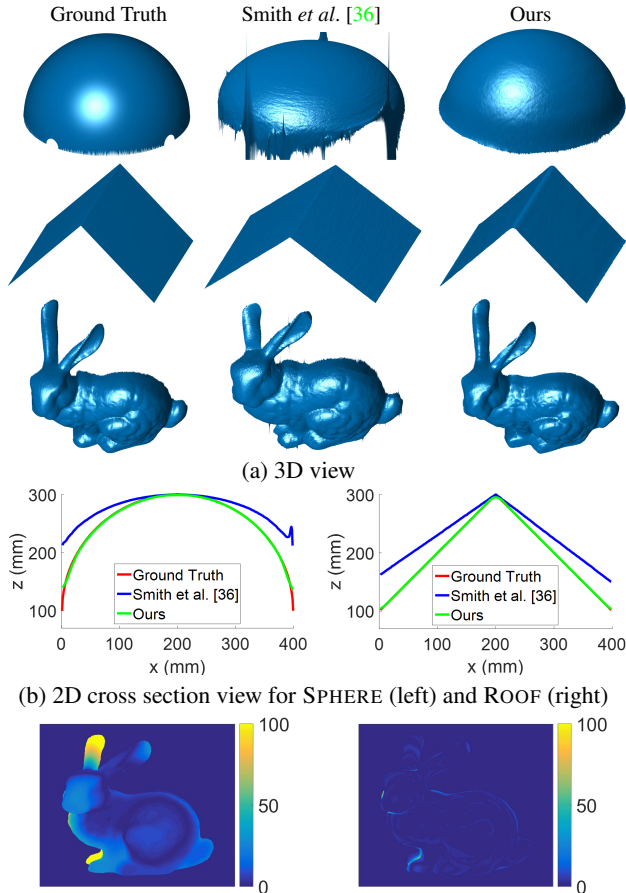 Ground Truth Smith et al. [36] Ours
(a) 3D view
300
200
100
z (mm)
0 100 200 300 400
x (mm)
Ground Truth
Smith et al. [36]
Ours
300
200
100
z (mm)
0 100 200 300 400
x (mm)
Ground Truth
Smith et al. [36]
Ours
(b) 2D cross section view for SPHERE (left) and ROOF (right)
100
50
0
100
50
0